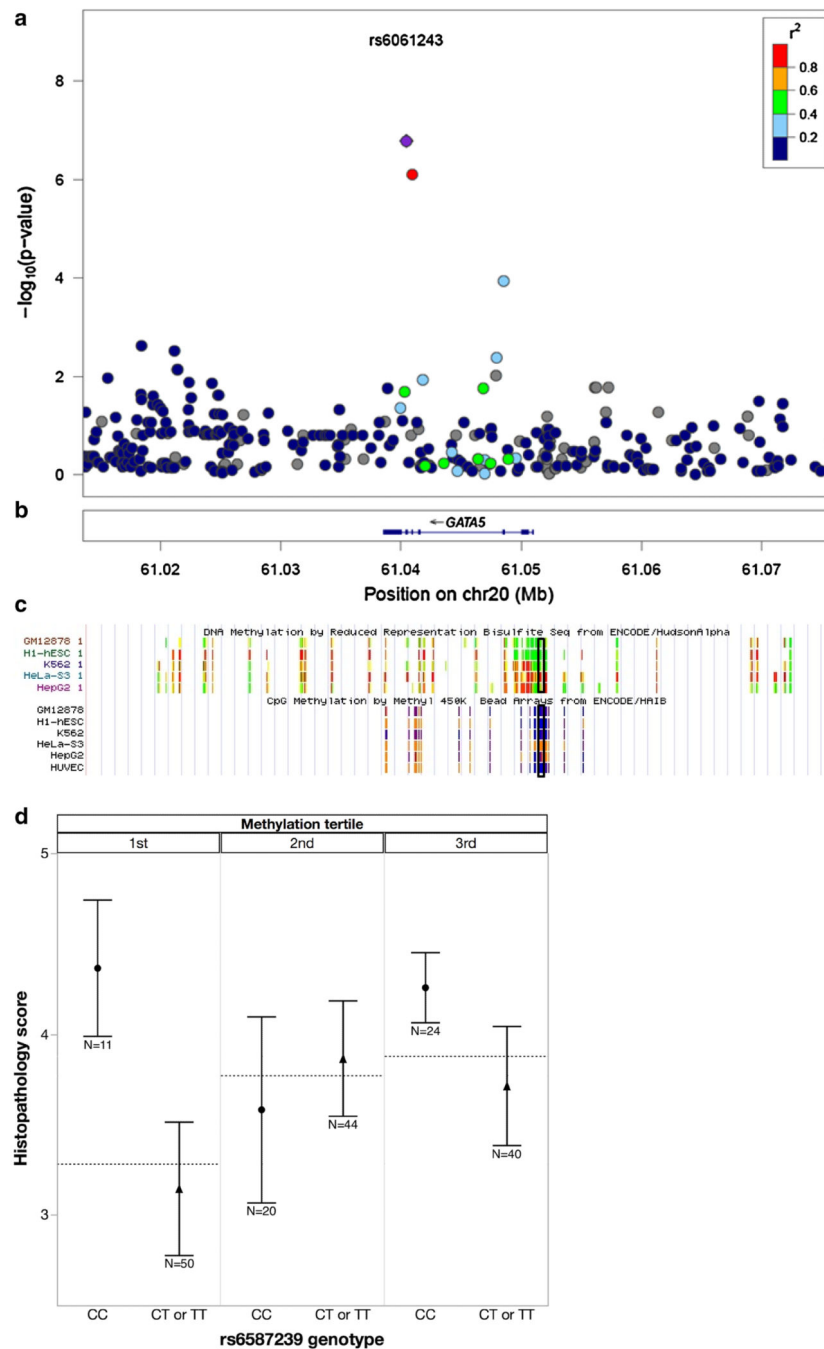 a
rs6061243
r2
0.8
0.6
0.4
0.2
8
6
4
2
0
−log10(p−value)
b
GATA5
61.02 61.03 61.04 61.05 61.06 61.07
Position on chr20 (Mb)
c
DNA Methylation by Reduced Representation Bisulfite Seq from ENCODE/HudsonAlpha
GM12878 1
H1-hESC 1
K562 1
HeLa-S3 1
HepG2 1
CpG Methylation by Methyl 450K Bead Arrays from ENCODE/HAIB
GM12878
H1-hESC
K562
HeLa-S3
HepG2
HUVEC
d
Methylation tertile
1st 2nd 3rd
5
4
3
Histopathology score
N=11
N=50
N=20
N=44
N=24
N=40
CC CT or TT CC CT or TT CC CT or TT
rs6587239 genotype